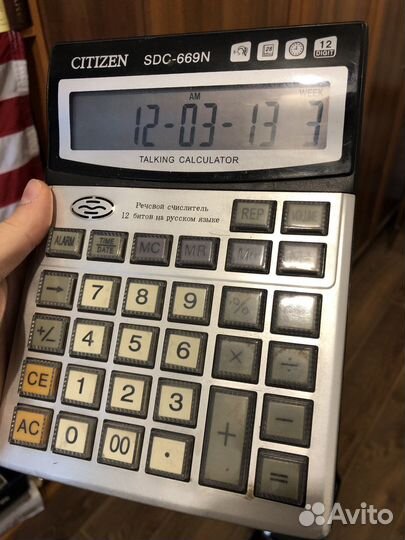 CITIZEN SDC-669N
12 DIGIT
AM WEEK
12-03-13 7
TALKING CALCULATOR
Речсвой счислитель
12 битов на русском языке
REP
ALARM TIME/DATE MC MR
→ 7 8 9 %
+/− 4 5 6 × ÷
CE 1 2 3 + −
AC 0 00 . =
Avito